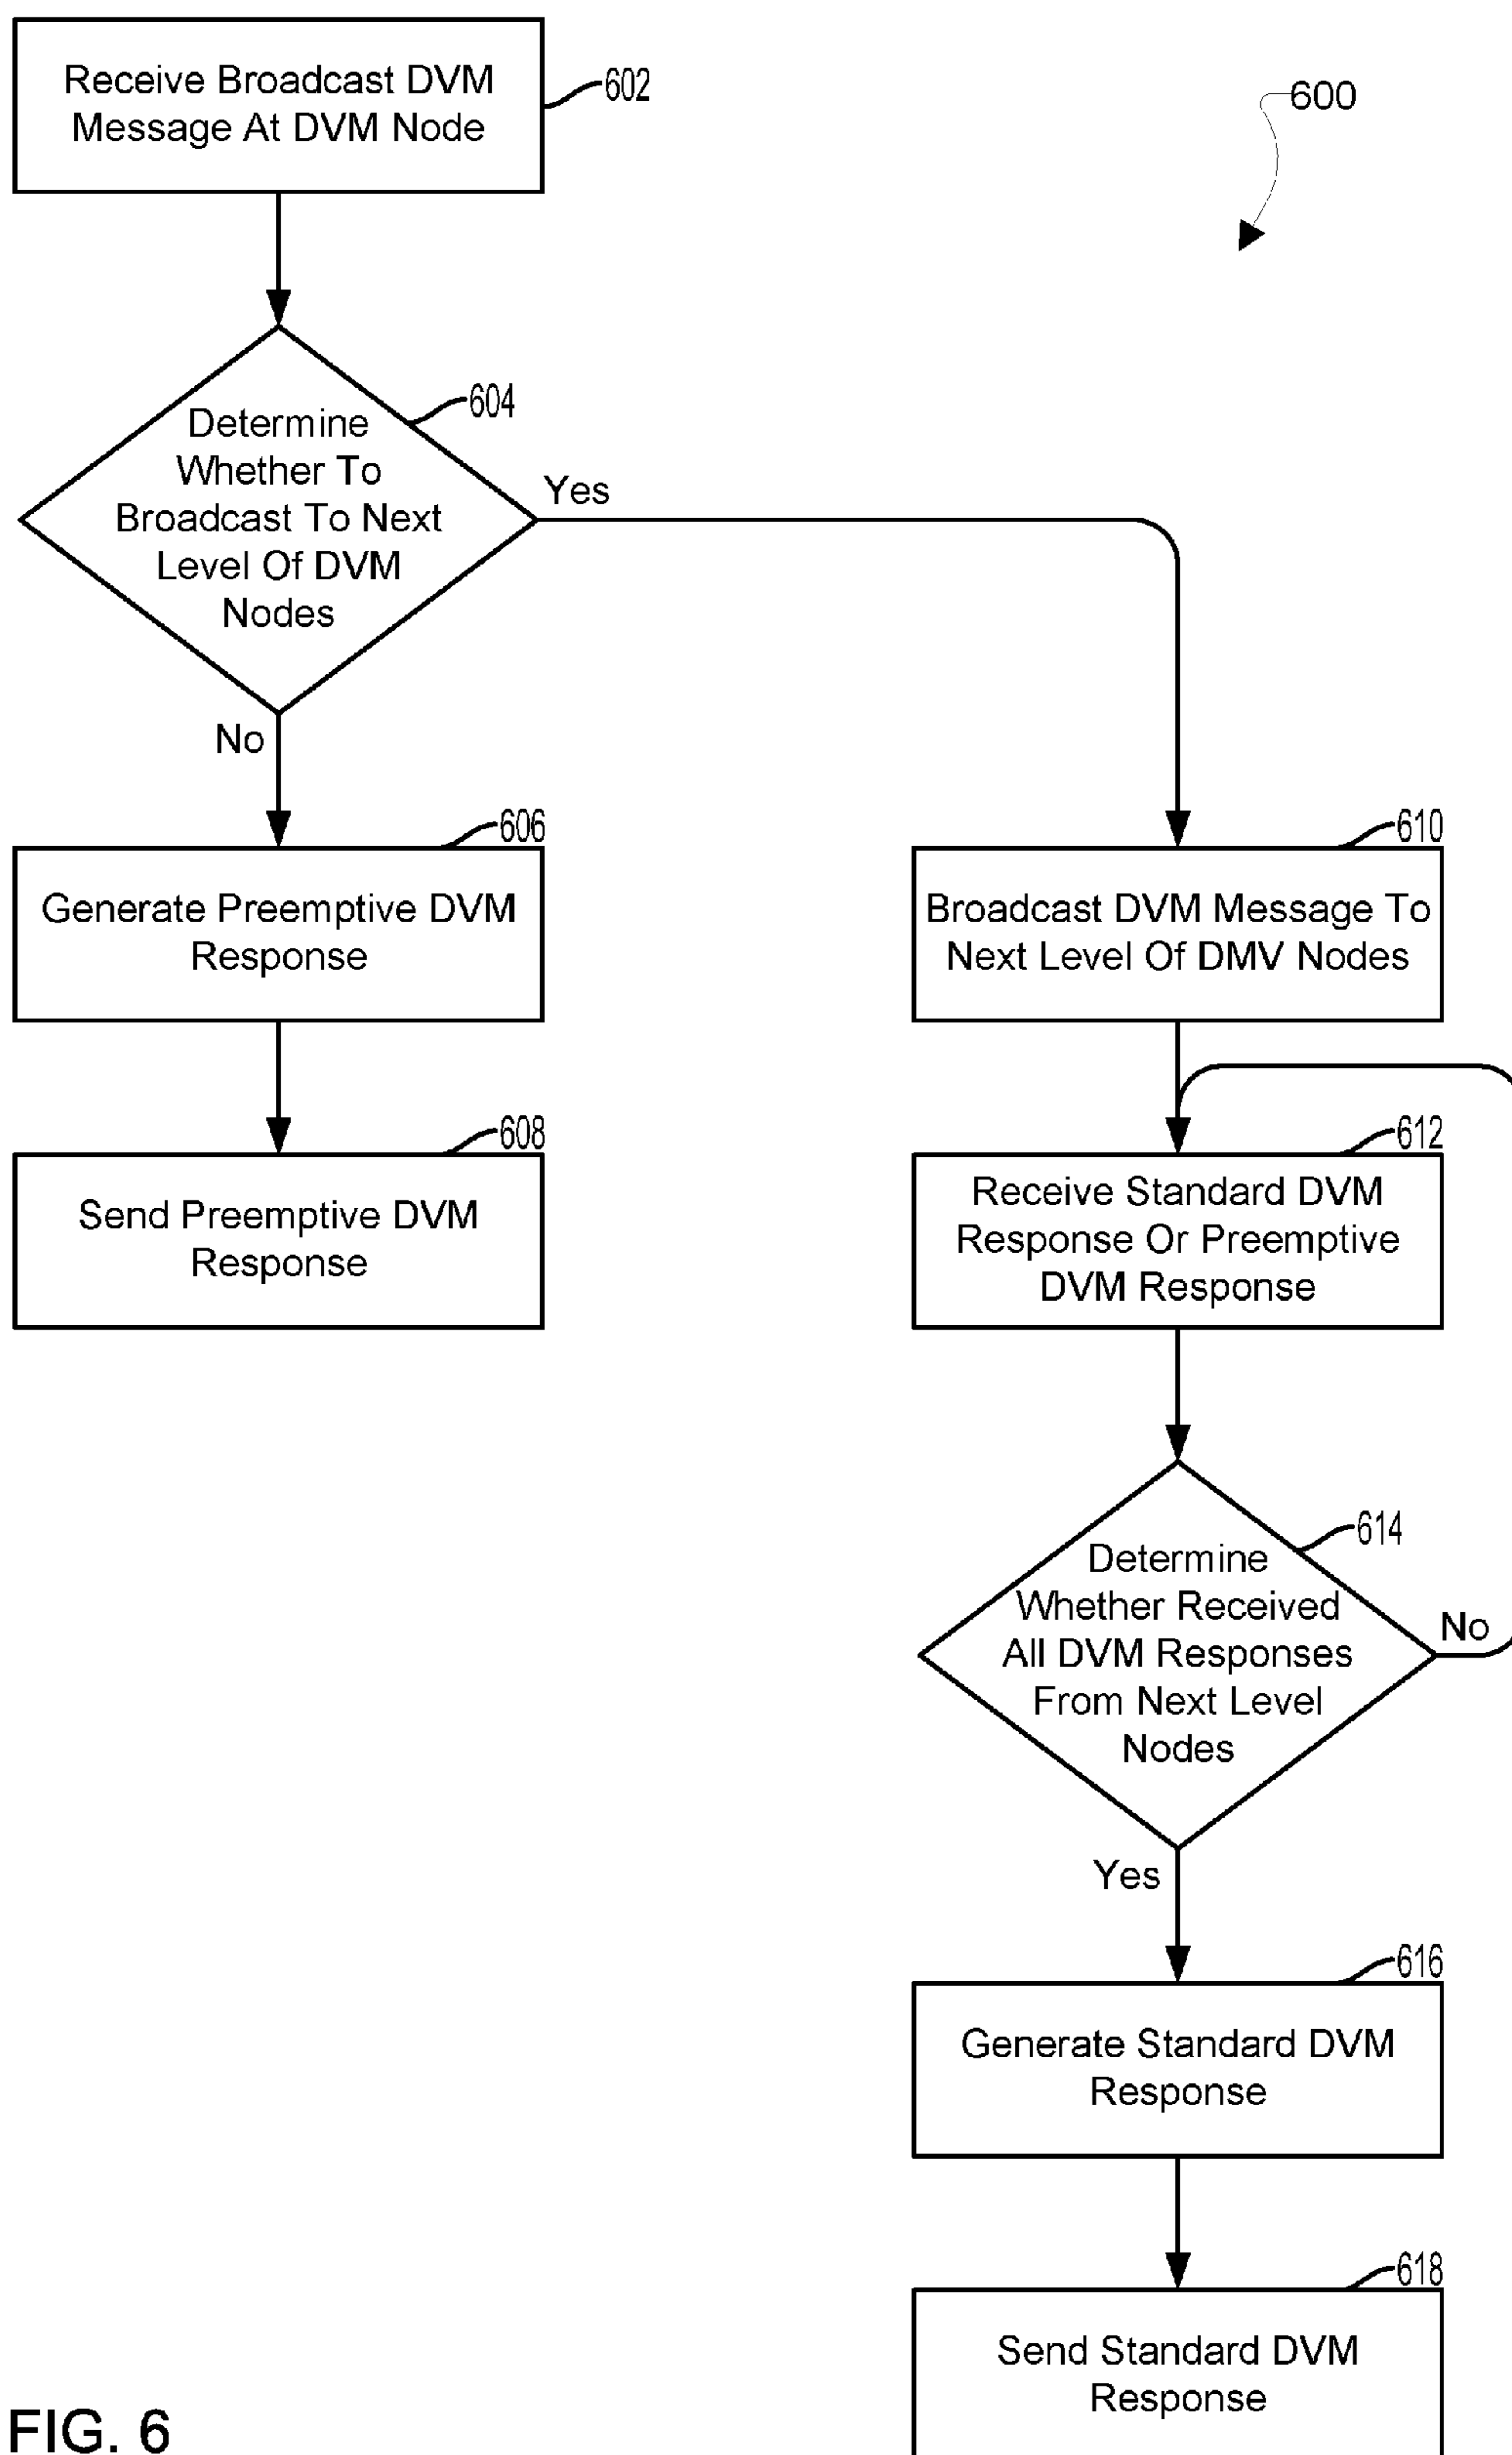 Receive Broadcast DVM
Message At DVM Node
602
600
Determine
Whether To
Broadcast To Next
Level Of DVM
Nodes
604
Yes
No
606
Generate Preemptive DVM
Response
608
Send Preemptive DVM
Response
610
Broadcast DVM Message To
Next Level Of DMV Nodes
612
Receive Standard DVM
Response Or Preemptive
DVM Response
614
Determine
Whether Received
All DVM Responses
From Next Level
Nodes
No
Yes
616
Generate Standard DVM
Response
618
Send Standard DVM
Response
FIG. 6